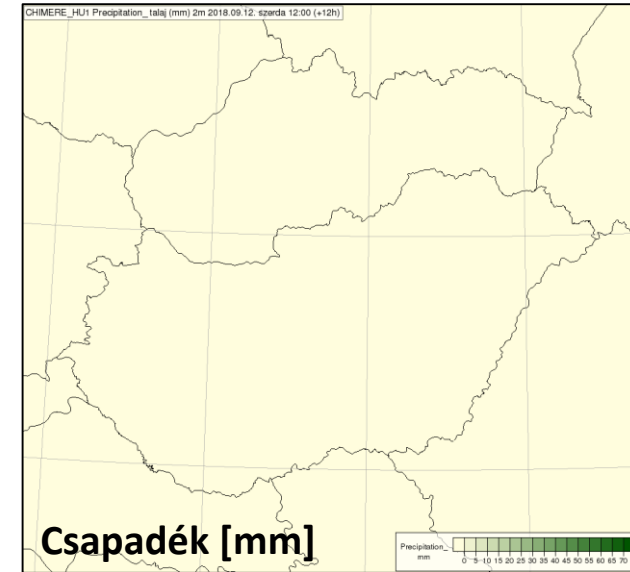 CHIMERE_HU1 Precipitation_ talaj (mm) 2m 2018.09.12. szerda 12:00 (+12h)
Csapadék [mm]
Precipitation_
mm
0 5 10 15 20 25 30 35 40 45 50 55 60 65 70